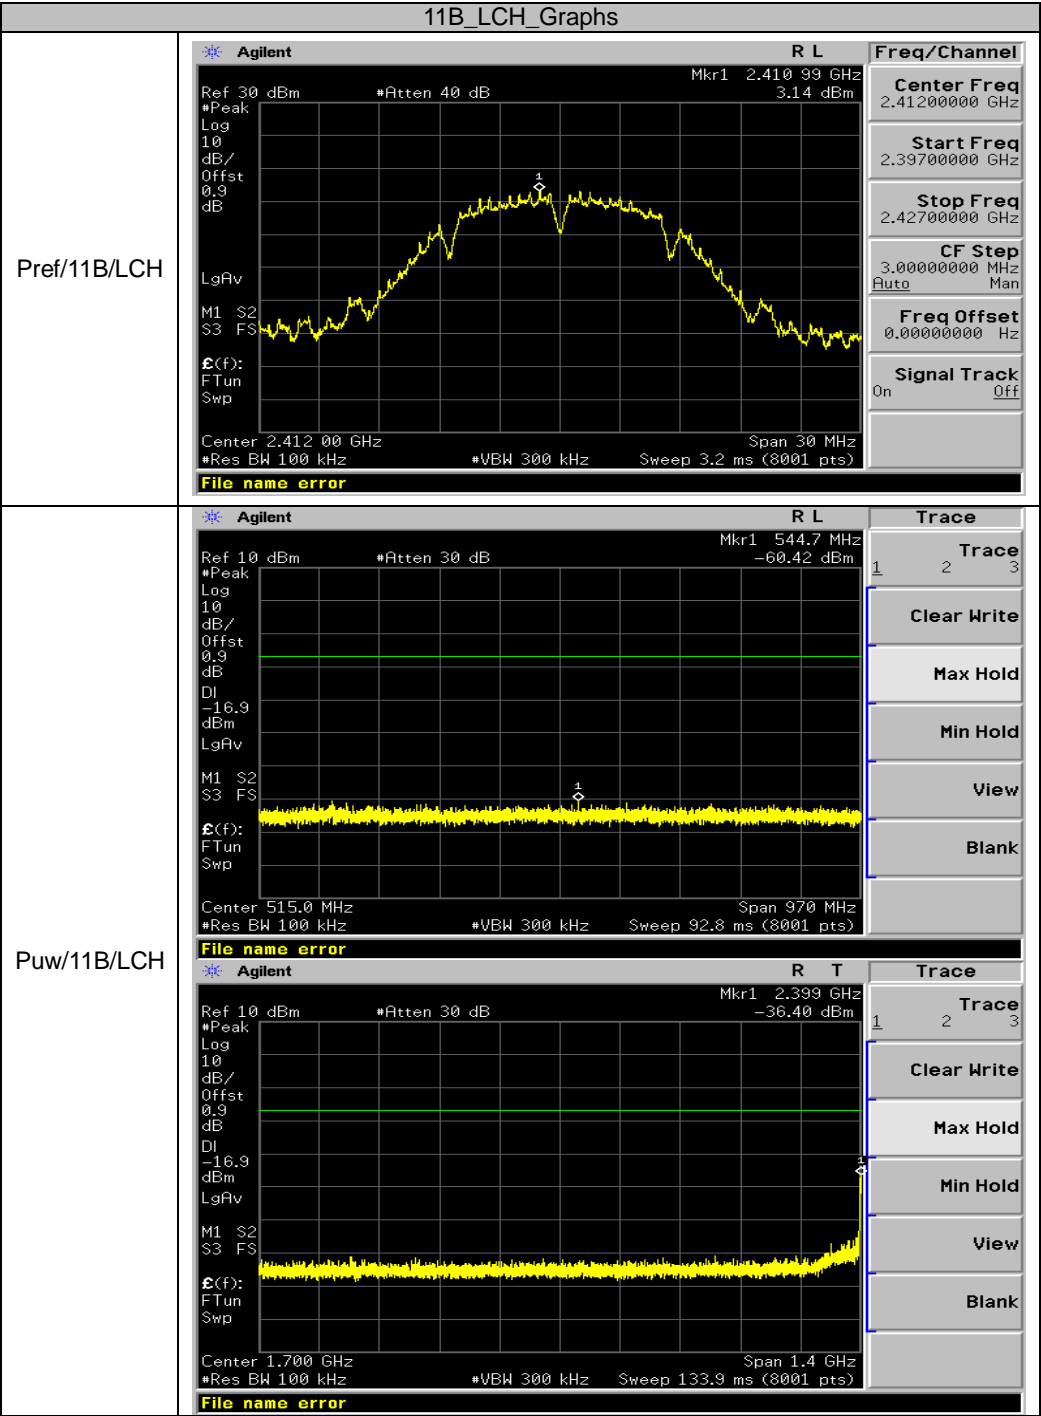 11B_LCH_Graphs
Pref/11B/LCH
Agilent R L Freq/Channel
Mkr1 2.410 99 GHz
Ref 30 dBm #Atten 40 dB 3.14 dBm
#Peak
Log
10
dB/
Offst
0.9
dB
LgAv
M1 S2
S3 FS
£(f):
FTun
Swp
1
Center 2.412 00 GHz Span 30 MHz
#Res BW 100 kHz #VBW 300 kHz Sweep 3.2 ms (8001 pts)
File name error
Center Freq
2.41200000 GHz
Start Freq
2.39700000 GHz
Stop Freq
2.42700000 GHz
CF Step
3.00000000 MHz
Auto Man
Freq Offset
0.00000000 Hz
Signal Track
On Off
Puw/11B/LCH
Agilent R L Trace
Mkr1 544.7 MHz
Ref 10 dBm #Atten 30 dB -60.42 dBm
#Peak
Log
10
dB/
Offst
0.9
dB
DI
-16.9
dBm
LgAv
M1 S2
S3 FS
£(f):
FTun
Swp
1
Center 515.0 MHz Span 970 MHz
#Res BW 100 kHz #VBW 300 kHz Sweep 92.8 ms (8001 pts)
File name error
Trace
1 2 3
Clear Write
Max Hold
Min Hold
View
Blank
Agilent R T Trace
Mkr1 2.399 GHz
Ref 10 dBm #Atten 30 dB -36.40 dBm
#Peak
Log
10
dB/
Offst
0.9
dB
DI
-16.9
dBm
LgAv
M1 S2
S3 FS
£(f):
FTun
Swp
1
Center 1.700 GHz Span 1.4 GHz
#Res BW 100 kHz #VBW 300 kHz Sweep 133.9 ms (8001 pts)
File name error
Trace
1 2 3
Clear Write
Max Hold
Min Hold
View
Blank